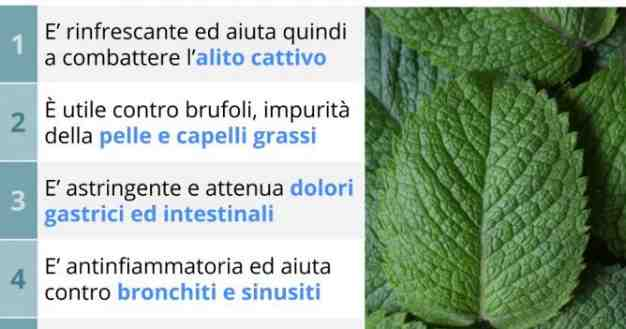 1
E’ rinfrescante ed aiuta quindi
a combattere l’alito cattivo
2
È utile contro brufoli, impurità
della pelle e capelli grassi
3
E’ astringente e attenua dolori
gastrici ed intestinali
4
E’ antinfiammatoria ed aiuta
contro bronchiti e sinusiti